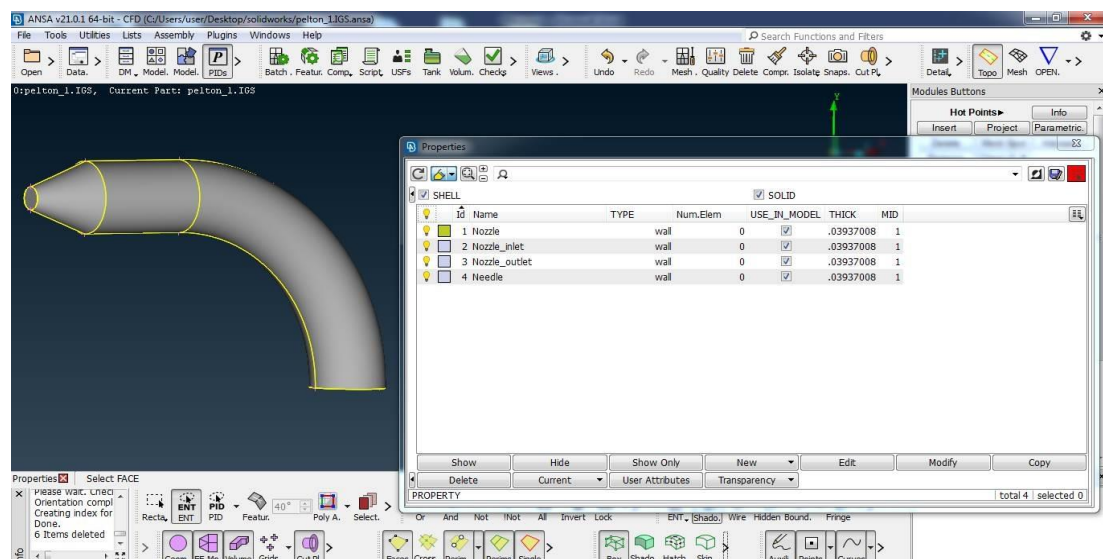 ANSA v21.0.1 64-bit - CFD (C:/Users/user/Desktop/solidworks/pelton_1.IGS.ansa)
File Tools Utilities Lists Assembly Plugins Windows Help Search Functions and Filters
Open Data. DM Model. Model. PIDs Batch . Featur. Comp. Script. USFs Tank Volum. Checks Views . Undo Redo Mesh . Quality Delete Compr. Isolate Snaps. Cut Pl. Detail. Topo Mesh OPEN.
0:pelton_1.IGS, Current Part: pelton_1.IGS
Modules Buttons
Y
Hot Points Info
Insert Project Parametric.
Properties
SHELL SOLID
Id Name TYPE Num.Elem USE_IN_MODEL THICK MID
1 Nozzle wall 0 .03937008 1
2 Nozzle_inlet wall 0 .03937008 1
3 Nozzle_outlet wall 0 .03937008 1
4 Needle wall 0 .03937008 1
Show Hide Show Only New Edit Modify Copy
Delete Current User Attributes Transparency
PROPERTY total 4 selected 0
Properties Select FACE
Please wait. Checi
Orientation compl
Creating index for
Done.
6 Items deleted
ENT 40°
Recta. ENT PID Featur. Poly A. Select. Or And Not !Not All Invert Lock ENT. Shado. Wire Hidden Bound. Fringe